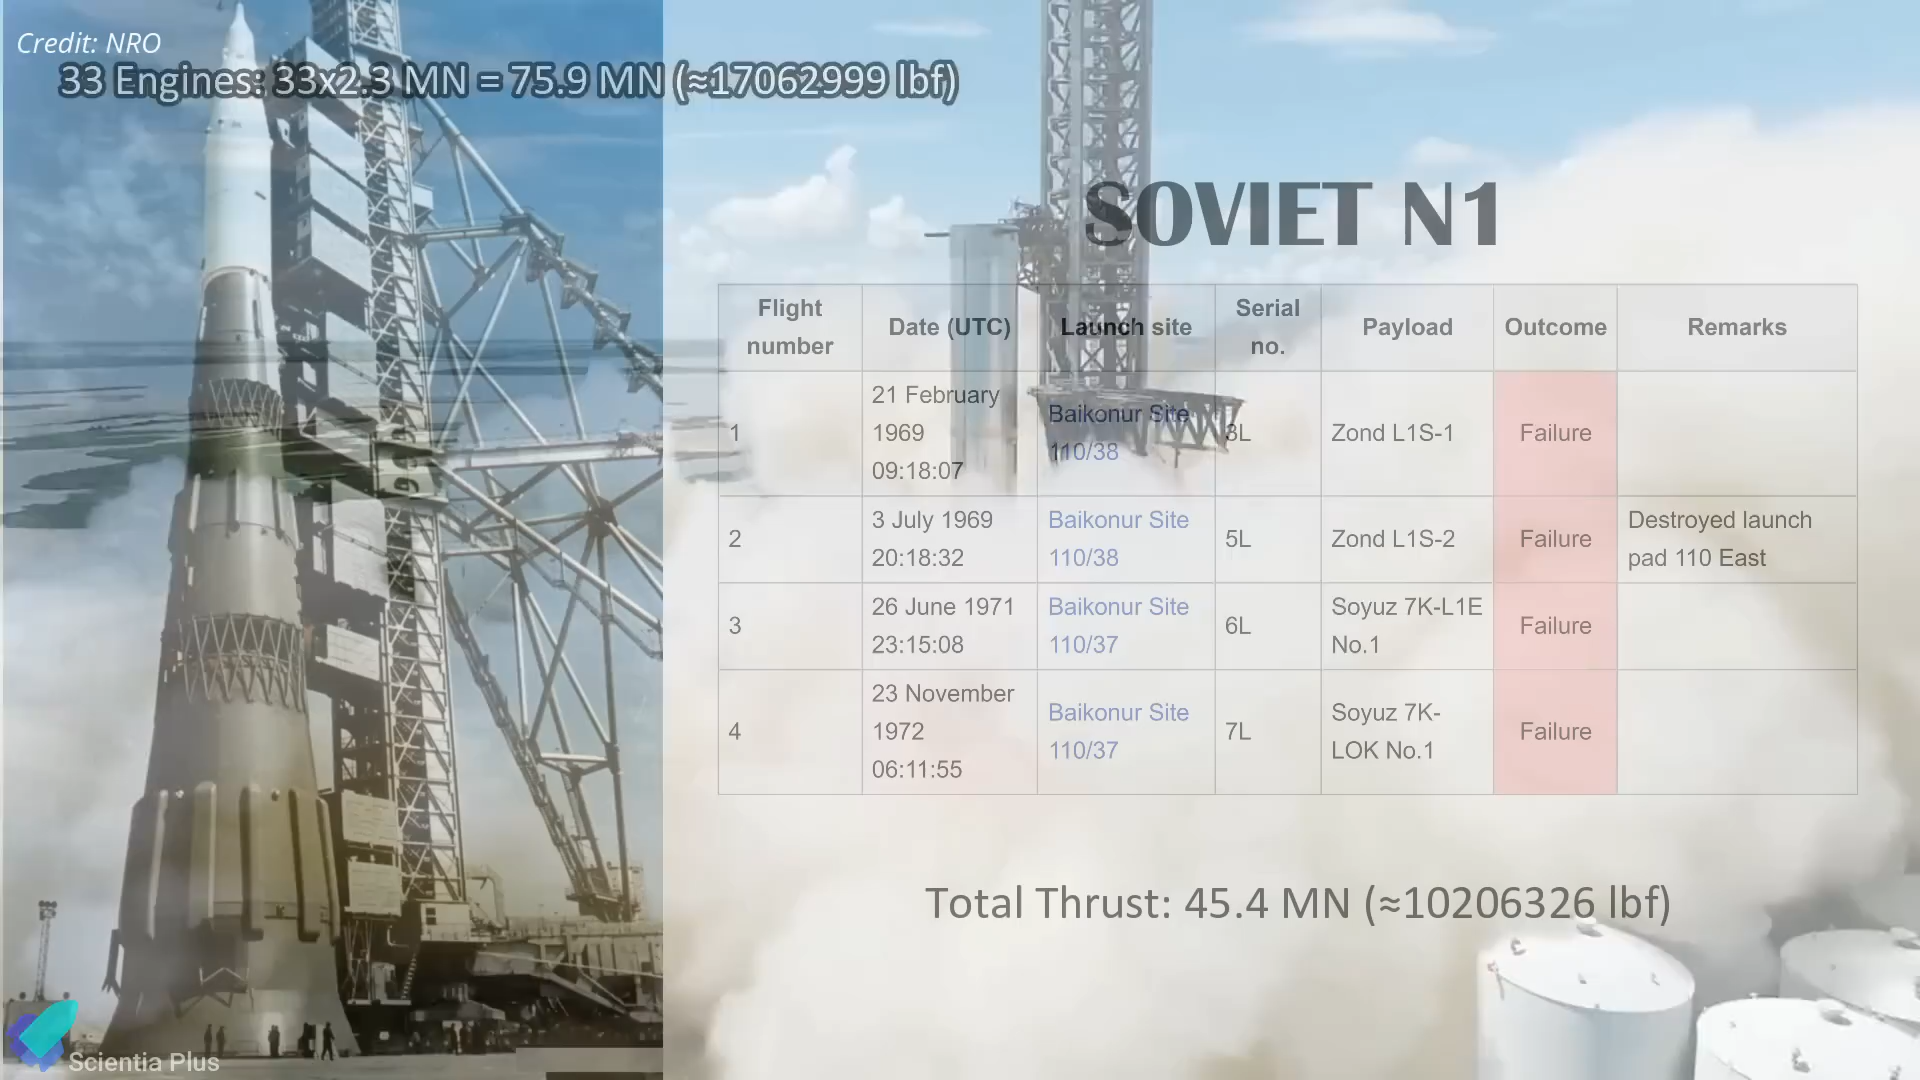 Credit: NRO
33 Engines: 33x2.3 MN = 75.9 MN (≈17062999 lbf)
SOVIET N1
Flight number Date (UTC) Launch site Serial no. Payload Outcome Remarks
1 21 February 1969 09:18:07 Baikonur Site 110/38 3L Zond L1S-1 Failure
2 3 July 1969 20:18:32 Baikonur Site 110/38 5L Zond L1S-2 Failure Destroyed launch pad 110 East
3 26 June 1971 23:15:08 Baikonur Site 110/37 6L Soyuz 7K-L1E No.1 Failure
4 23 November 1972 06:11:55 Baikonur Site 110/37 7L Soyuz 7K-LOK No.1 Failure
Total Thrust: 45.4 MN (≈10206326 lbf)
Scientia Plus